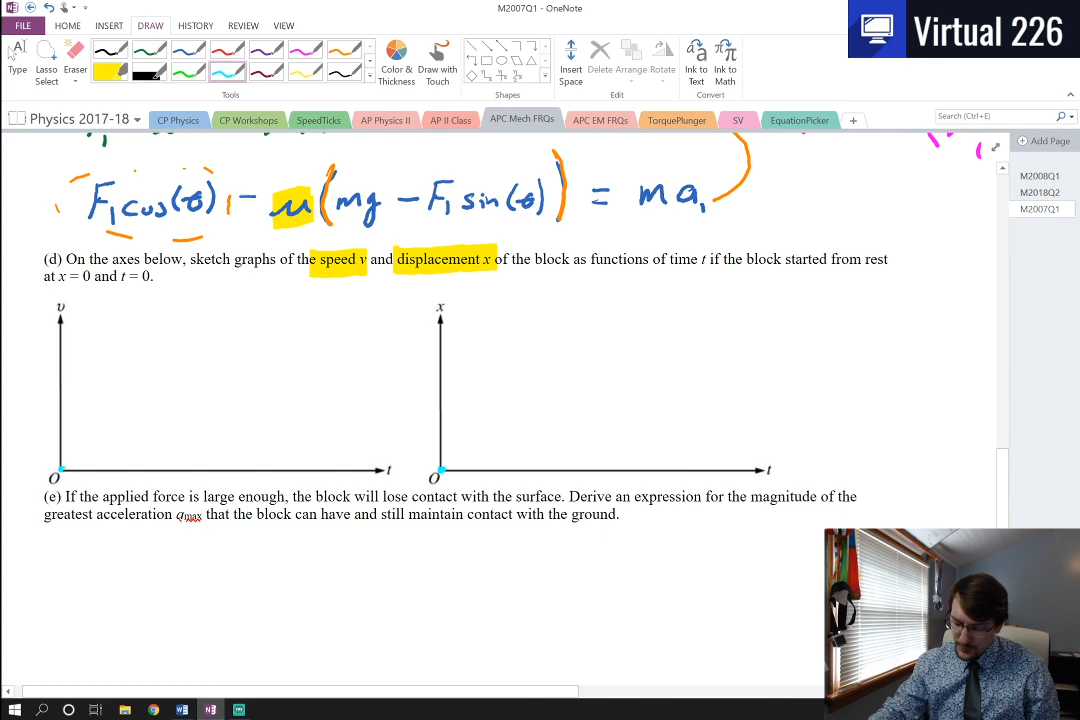 M2007Q1 - OneNote
FILE HOME INSERT DRAW HISTORY REVIEW VIEW
Virtual 226
Type Lasso Select Eraser
Color & Thickness Draw with Touch
Insert Space Delete Arrange Rotate
Ink to Text Ink to Math
Tools Shapes Edit Convert
Physics 2017-18 CP Physics CP Workshops SpeedTicks AP Physics II AP II Class APC Mech FRQs APC EM FRQs TorquePlunger SV EquationPicker
Search (Ctrl+E)
Add Page
M2008Q1
M2018Q2
M2007Q1
F₁cos(θ) - μ(mg - F₁sin(θ)) = ma₁
(d) On the axes below, sketch graphs of the speed v and displacement x of the block as functions of time t if the block started from rest
at x = 0 and t = 0.
υ
O
t
x
O
t
(e) If the applied force is large enough, the block will lose contact with the surface. Derive an expression for the magnitude of the
greatest acceleration amax that the block can have and still maintain contact with the ground.